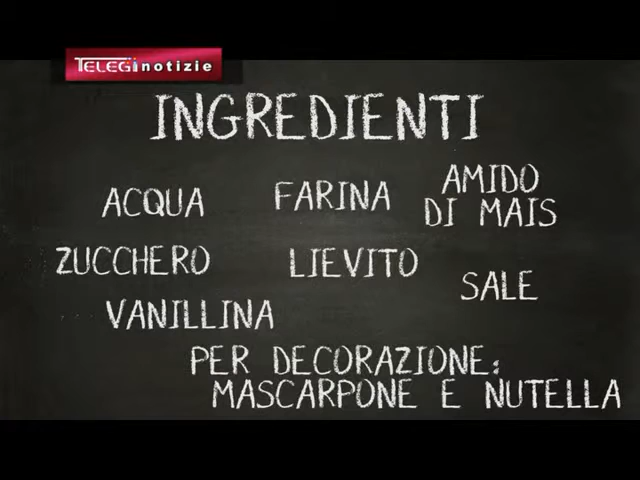 TELEGInotizie
INGREDIENTI
ACQUA
FARINA
AMIDO
DI MAIS
ZUCCHERO
LIEVITO
SALE
VANILLINA
PER DECORAZIONE:
MASCARPONE E NUTELLA